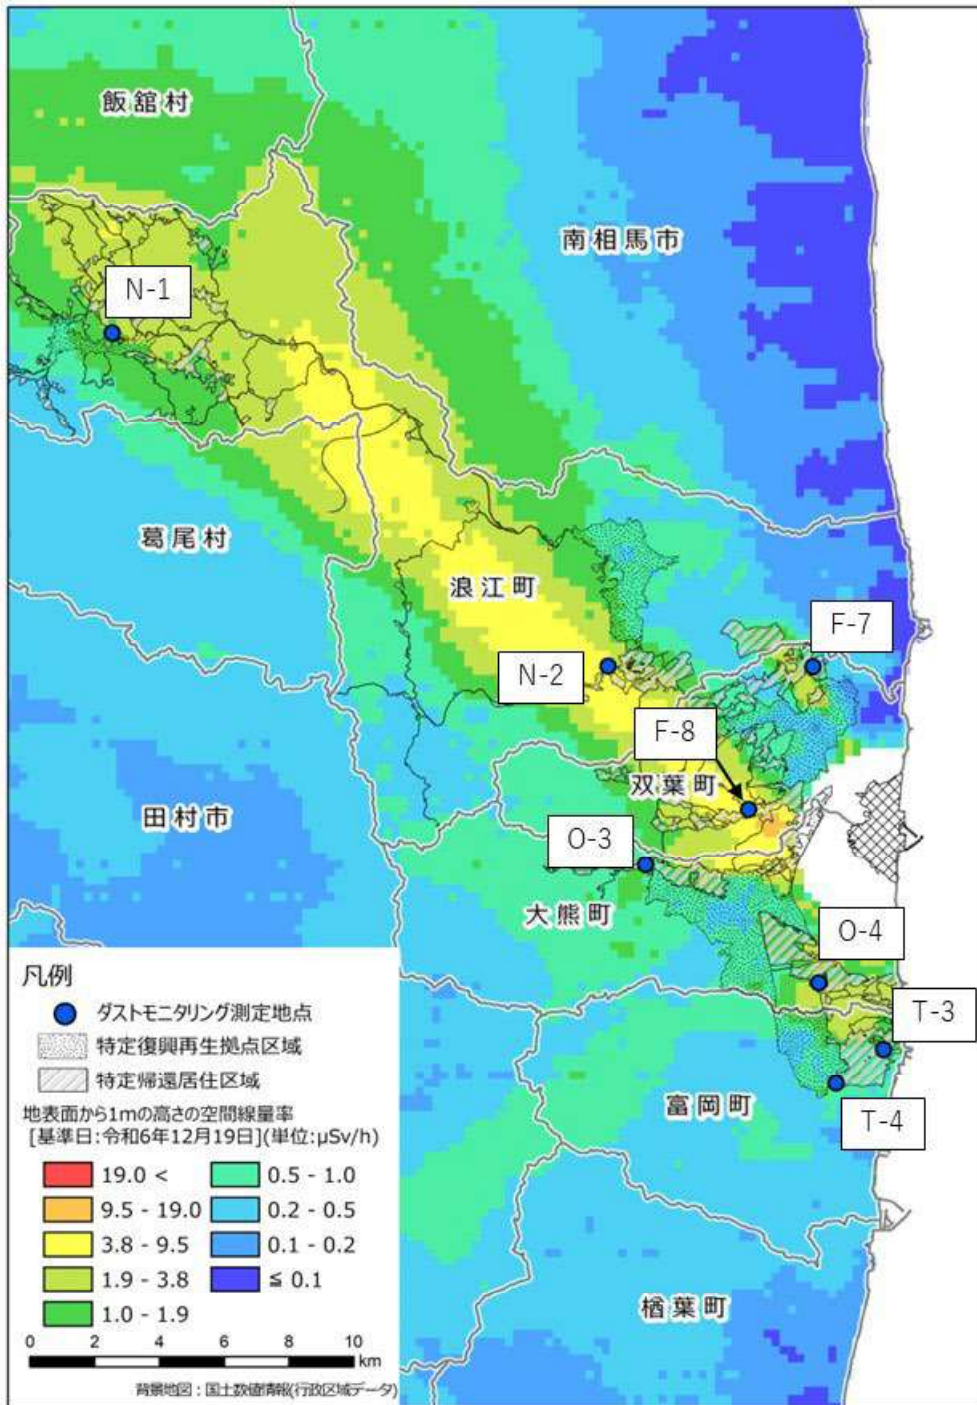 飯舘村
南相馬市
N-1
葛尾村
浪江町
F-7
N-2
F-8
双葉町
田村市
O-3
大熊町
O-4
T-3
富岡町
T-4
楢葉町
凡例
ダストモニタリング測定地点
特定復興再生拠点区域
特定帰還居住区域
地表面から1mの高さの空間線量率
[基準日:令和6年12月19日](単位:μSv/h)
19.0 < 0.5 - 1.0
9.5 - 19.0 0.2 - 0.5
3.8 - 9.5 0.1 - 0.2
1.9 - 3.8 ≦ 0.1
1.0 - 1.9
0 2 4 6 8 10
km
背景地図：国土数値情報(行政区域データ)